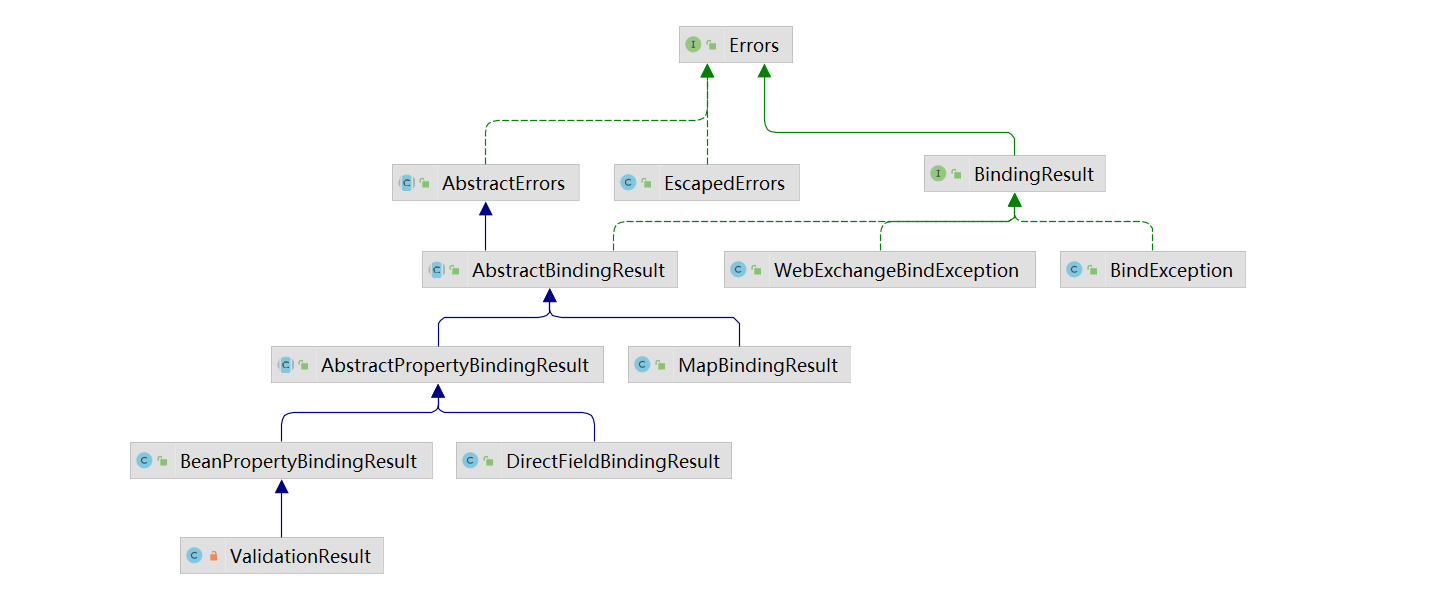 Errors
AbstractErrors
EscapedErrors
BindingResult
AbstractBindingResult
WebExchangeBindException
BindException
AbstractPropertyBindingResult
MapBindingResult
BeanPropertyBindingResult
DirectFieldBindingResult
ValidationResult